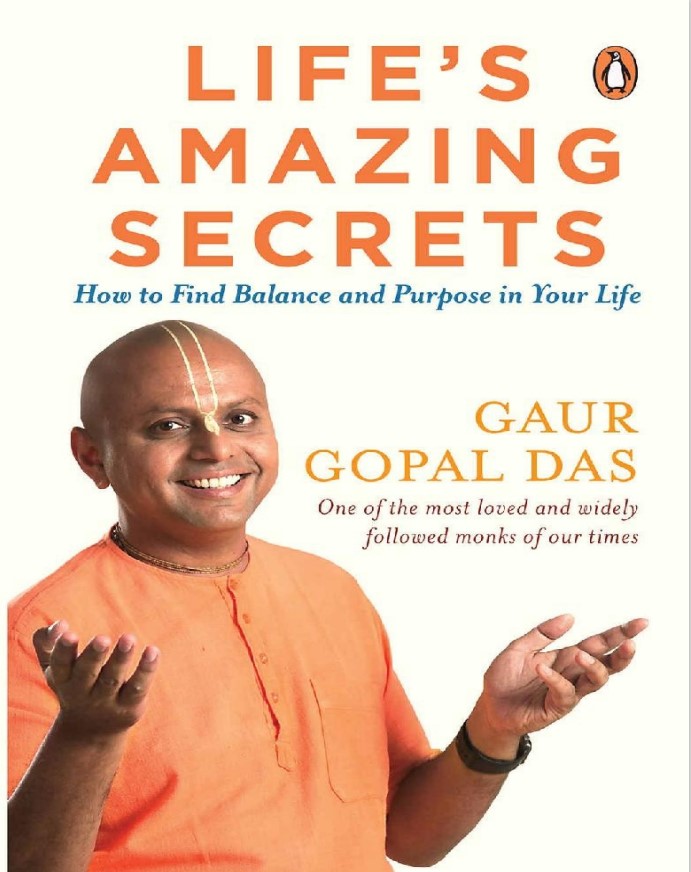 LIFE’S
AMAZING
SECRETS
How to Find Balance and Purpose in Your Life
GAUR
GOPAL DAS
One of the most loved and widely
followed monks of our times